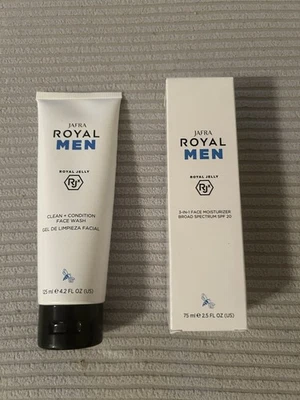 JAFRA
ROYAL
MEN
ROYAL JELLY
RJ
CLEAN + CONDITION
FACE WASH
GEL DE LIMPIEZA FACIAL
125 ml ℮ 4.2 FL OZ (US)
JAFRA
ROYAL
MEN
ROYAL JELLY
RJ
3-IN-1 FACE MOISTURIZER
BROAD SPECTRUM SPF 20
75 ml ℮ 2.5 FL OZ (US)